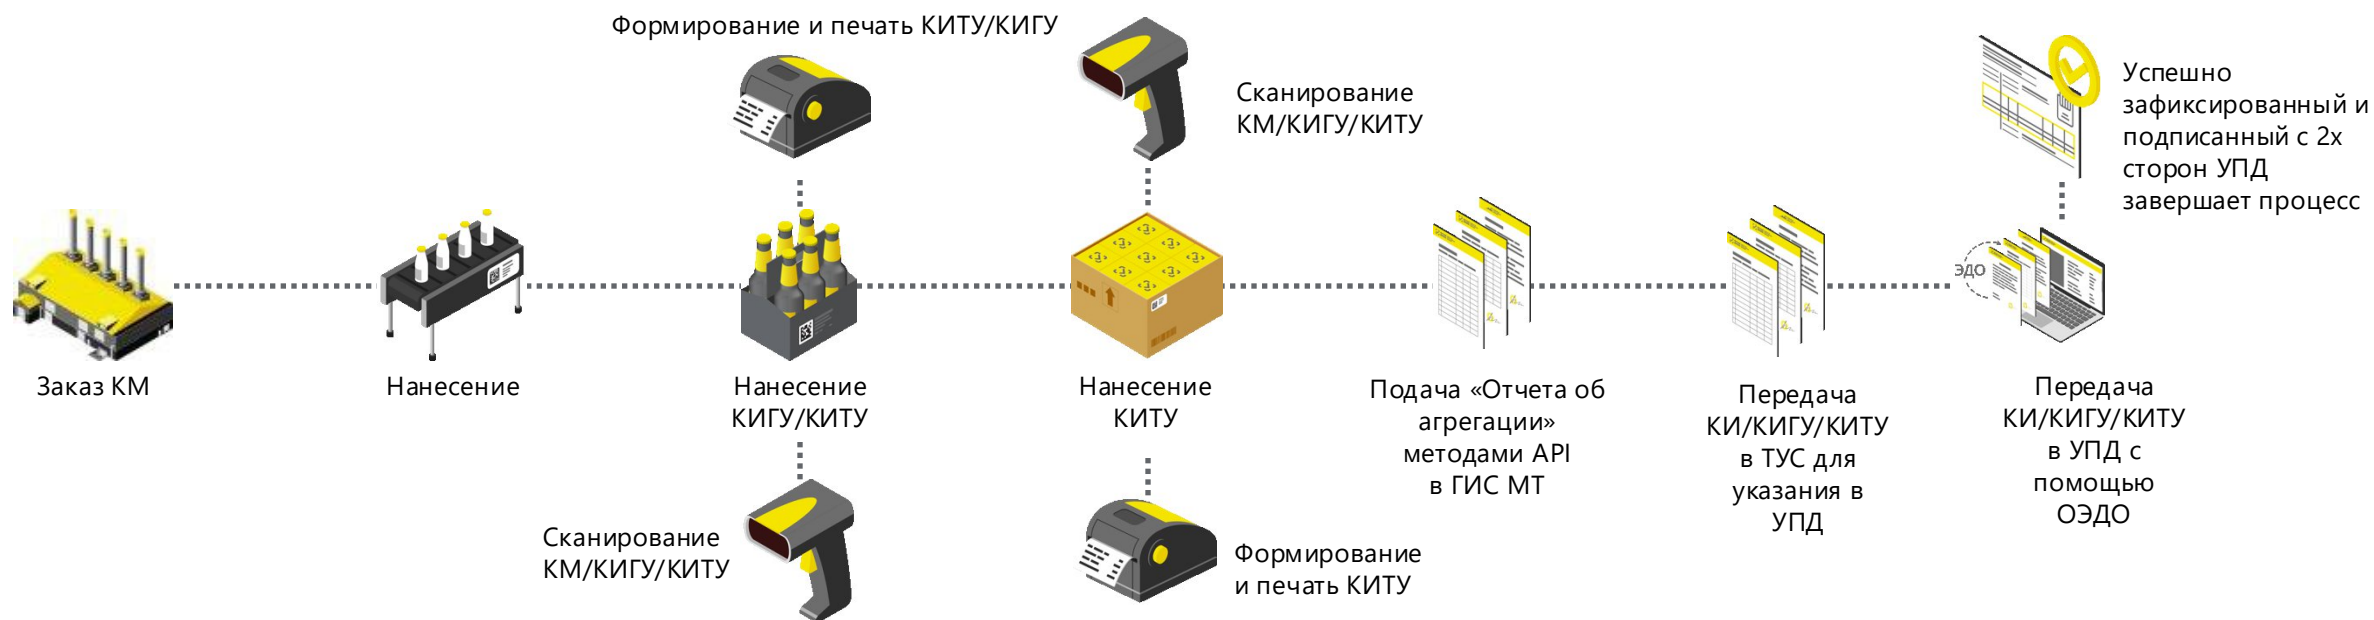 Формирование и печать КИТУ/КИГУ
Сканирование
КМ/КИГУ/КИТУ
Успешно
зафиксированный и
подписанный с 2х
сторон УПД
завершает процесс
ЭДО
Заказ КМ
Нанесение
Нанесение
КИГУ/КИТУ
Нанесение
КИТУ
Подача «Отчета об
агрегации»
методами API
в ГИС МТ
Передача
КИ/КИГУ/КИТУ
в ТУС для
указания в
УПД
Передача
КИ/КИГУ/КИТУ
в УПД с
помощью
ОЭДО
Сканирование
КМ/КИГУ/КИТУ
Формирование
и печать КИТУ